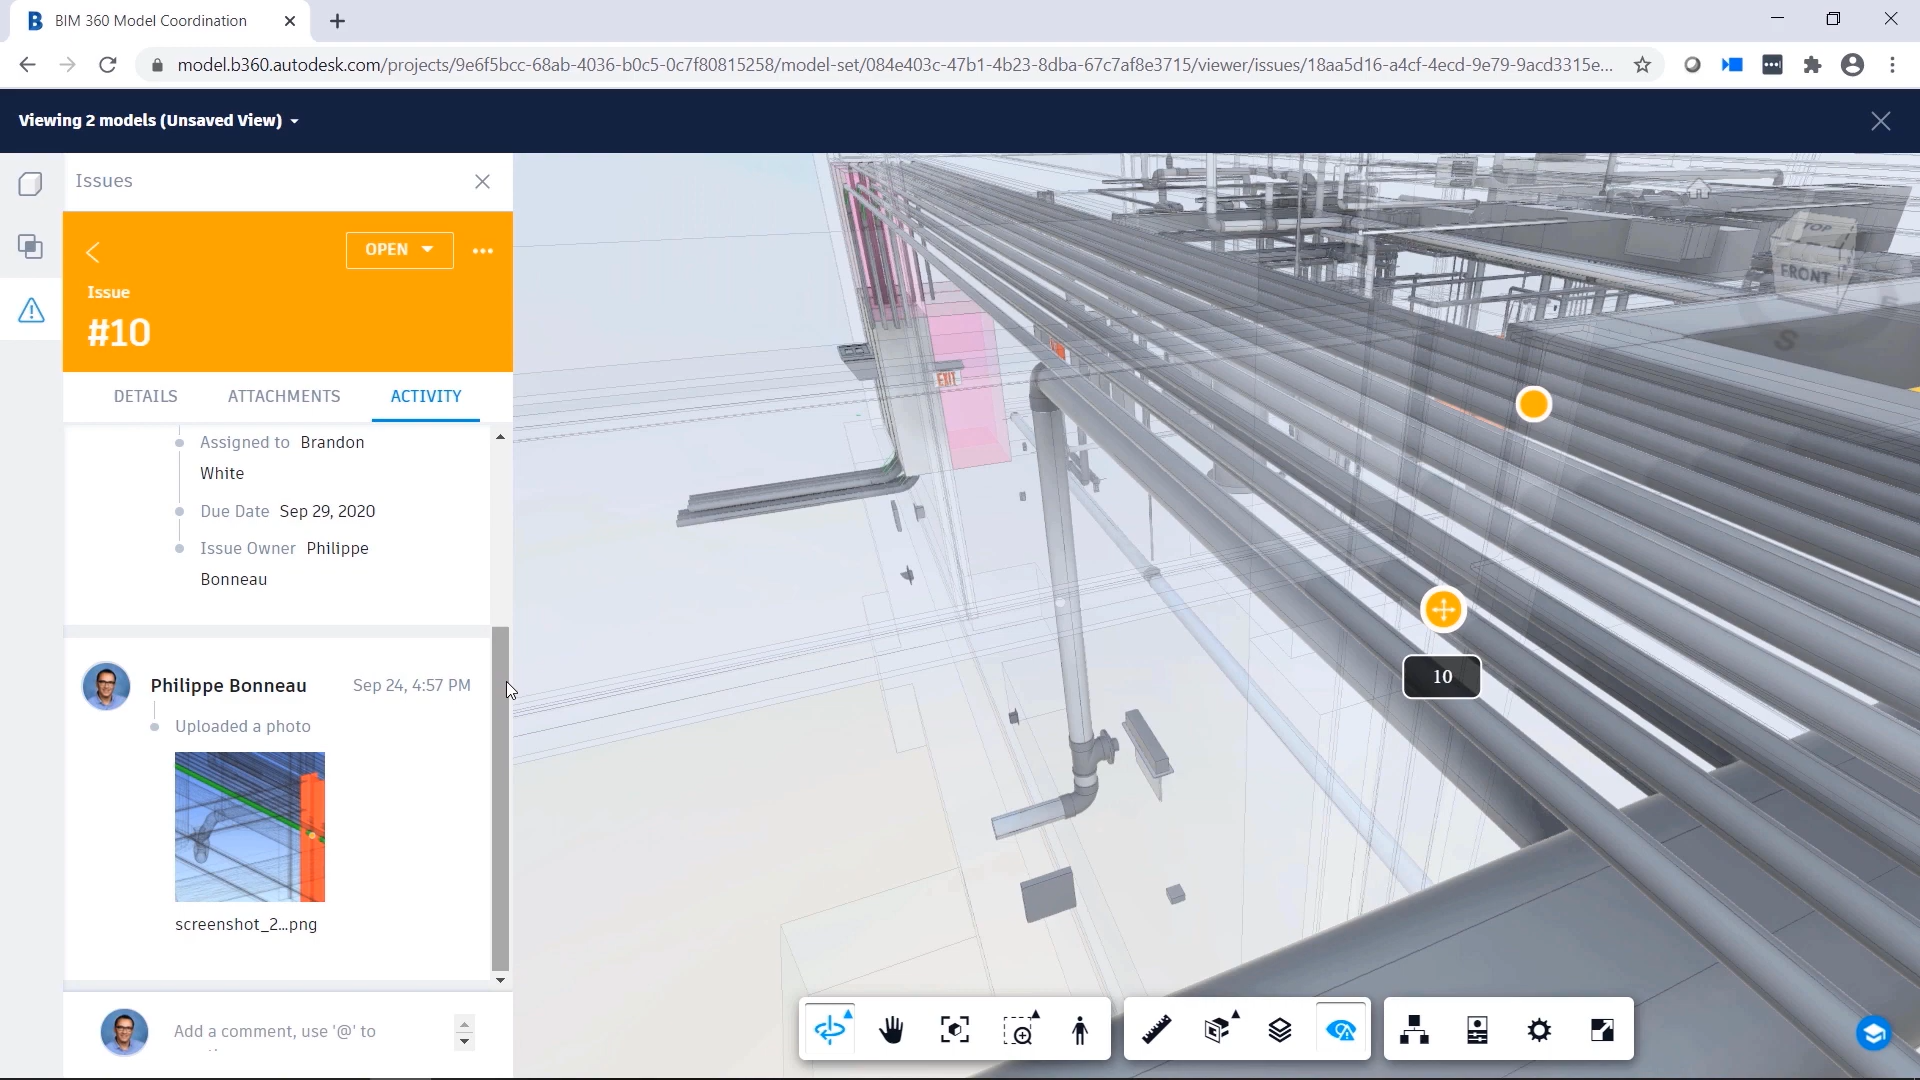 BIM 360 Model Coordination
model.b360.autodesk.com/projects/9e6f5bcc-68ab-4036-b0c5-0c7f80815258/model-set/084e403c-47b1-4b23-8dba-67c7af8e3715/viewer/issues/18aa5d16-a4cf-4ecd-9e79-9acd3315e...
Viewing 2 models (Unsaved View)
Issues
OPEN
Issue
#10
DETAILS
ATTACHMENTS
ACTIVITY
Assigned to Brandon
White
Due Date Sep 29, 2020
Issue Owner Philippe
Bonneau
Philippe Bonneau
Sep 24, 4:57 PM
Uploaded a photo
screenshot_2...png
Add a comment, use '@' to
EXIT
10
TOP
FRONT
S